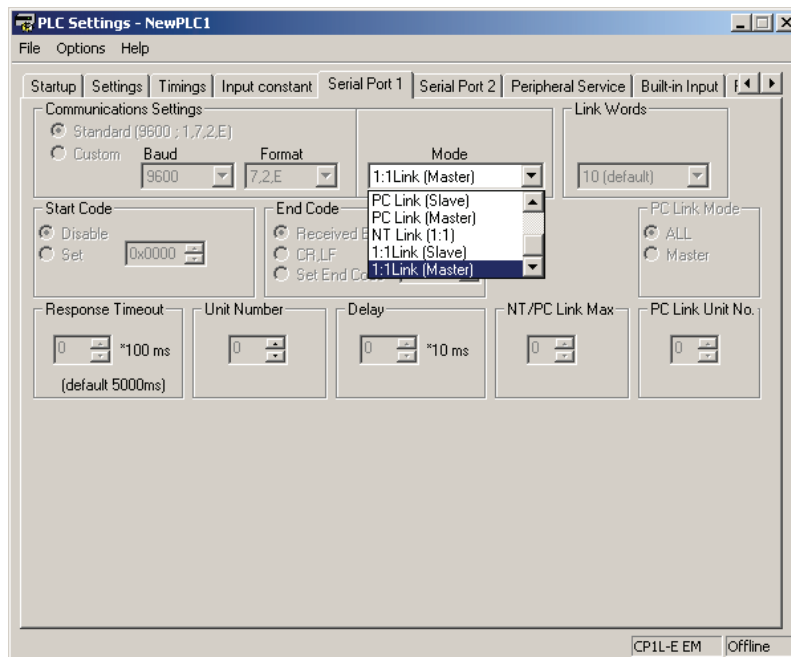 PLC Settings - NewPLC1
File Options Help
Startup Settings Timings Input constant Serial Port 1 Serial Port 2 Peripheral Service Built-in Input
Communications Settings
Link Words
Standard (9600 ; 1,7,2,E)
Custom Baud Format Mode
9600 7,2,E 1:1Link (Master) 10 (default)
PC Link (Slave)
PC Link (Master)
NT Link (1:1)
1:1Link (Slave)
1:1Link (Master)
Start Code End Code PC Link Mode
Disable Received ALL
Set 0x0000 CR,LF Master
Set End
Response Timeout Unit Number Delay NT/PC Link Max PC Link Unit No.
0 *100 ms 0 0 *10 ms 0 0
(default 5000ms)
CP1L-E EM Offline